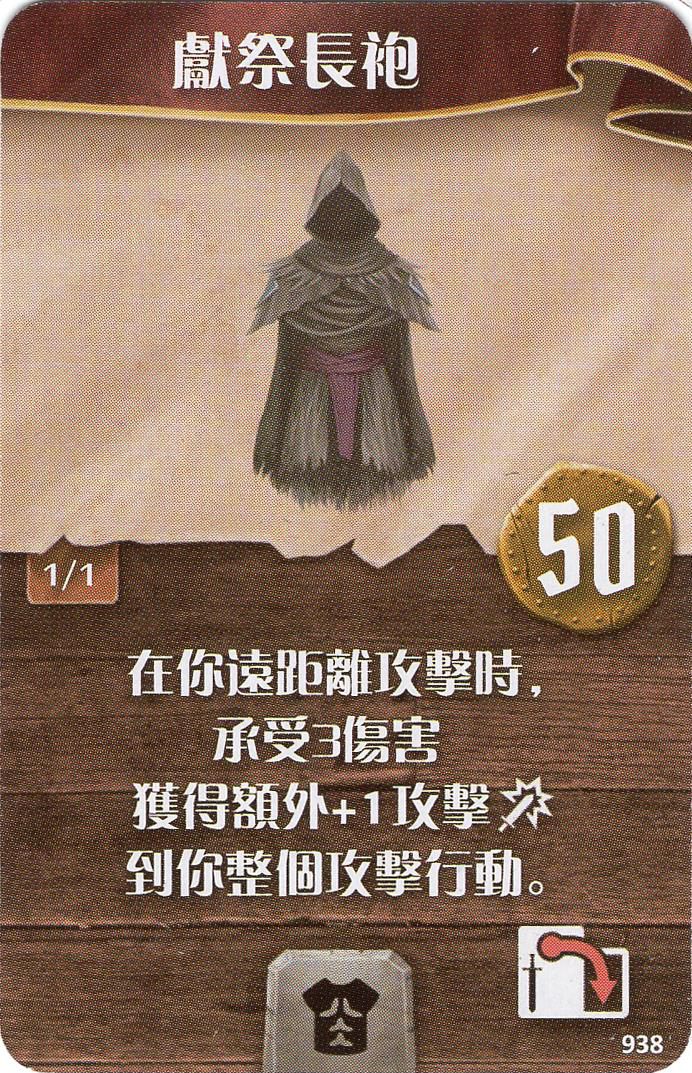 獻祭長袍
50
1/1
在你遠距離攻擊時,
承受3傷害
獲得額外+1攻擊
到你整個攻擊行動。
938